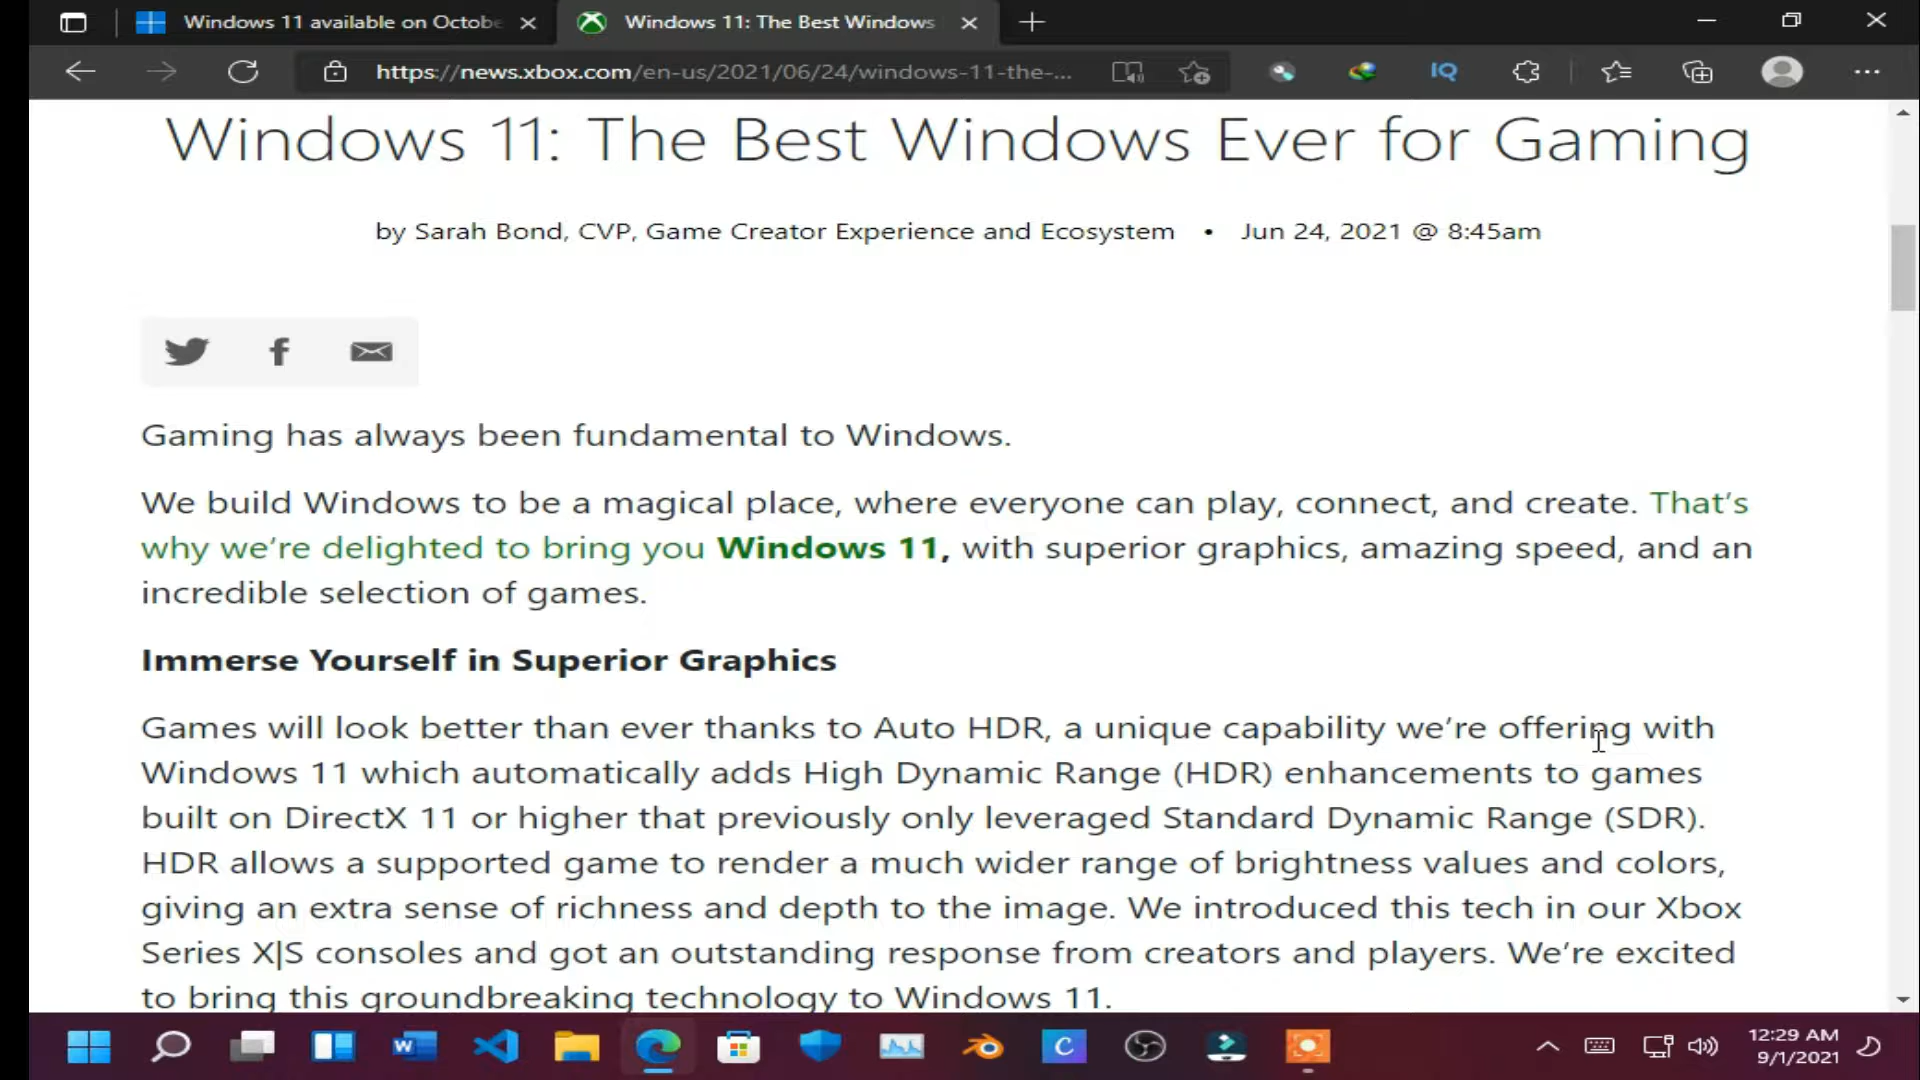 Windows 11 available on Octobe
Windows 11: The Best Windows
https://news.xbox.com/en-us/2021/06/24/windows-11-the-...
IQ
Windows 11: The Best Windows Ever for Gaming
by Sarah Bond, CVP, Game Creator Experience and Ecosystem • Jun 24, 2021 @ 8:45am
Gaming has always been fundamental to Windows.
We build Windows to be a magical place, where everyone can play, connect, and create. That's
why we're delighted to bring you Windows 11, with superior graphics, amazing speed, and an
incredible selection of games.
Immerse Yourself in Superior Graphics
Games will look better than ever thanks to Auto HDR, a unique capability we're offering with
Windows 11 which automatically adds High Dynamic Range (HDR) enhancements to games
built on DirectX 11 or higher that previously only leveraged Standard Dynamic Range (SDR).
HDR allows a supported game to render a much wider range of brightness values and colors,
giving an extra sense of richness and depth to the image. We introduced this tech in our Xbox
Series X|S consoles and got an outstanding response from creators and players. We're excited
to bring this groundbreaking technology to Windows 11.
W
C
12:29 AM
9/1/2021